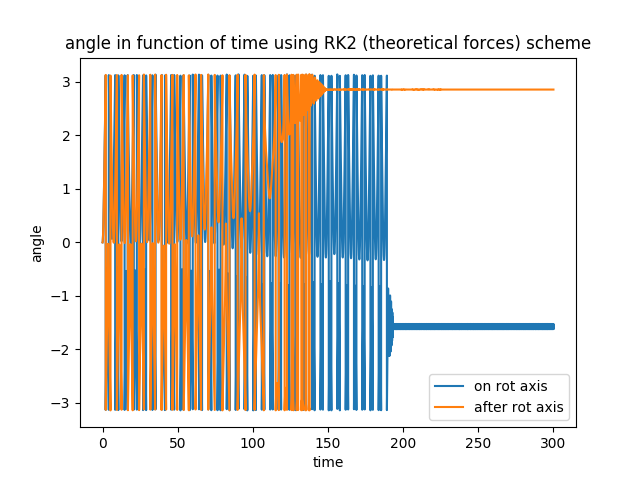 angle in function of time using RK2 (theoretical forces) scheme
3
2
1
0
−1
−2
−3
angle
0
50
100
150
200
250
300
time
on rot axis
after rot axis